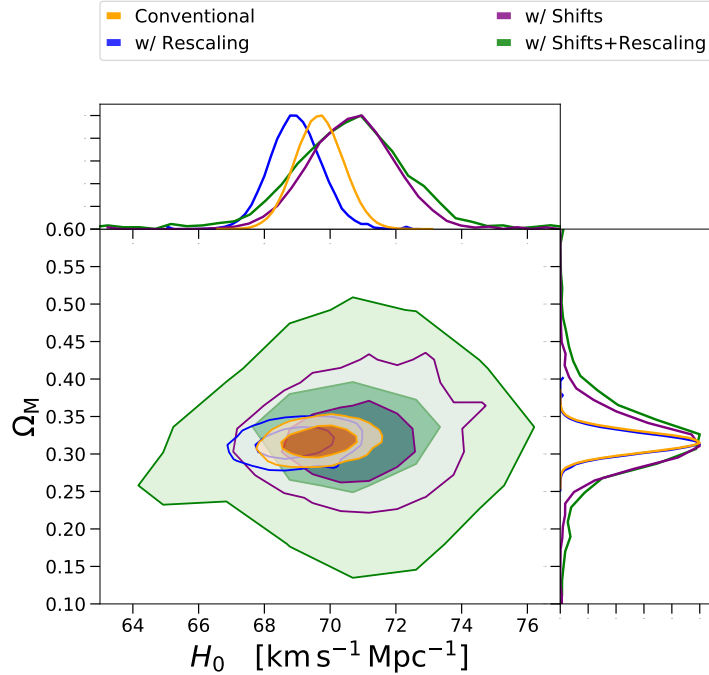 Conventional
w/ Rescaling
w/ Shifts
w/ Shifts+Rescaling
0.60
0.55
0.50
0.45
0.40
0.35
0.30
0.25
0.20
0.15
0.10
Ω_M
64 66 68 70 72 74 76
H₀ [km s⁻¹ Mpc⁻¹]